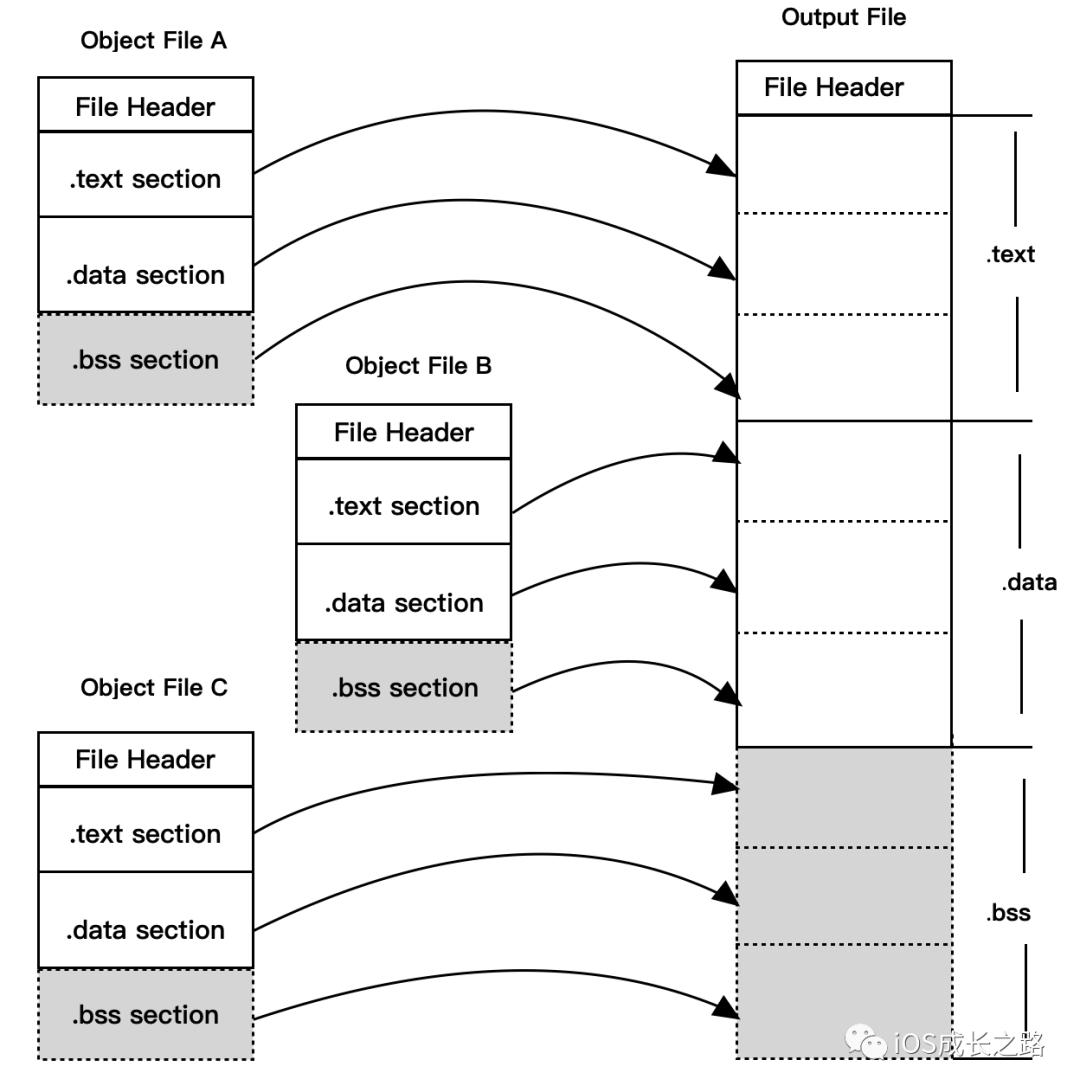 Object File A
File Header
.text section
.data section
.bss section
Object File B
File Header
.text section
.data section
.bss section
Object File C
File Header
.text section
.data section
.bss section
Output File
File Header
.text
.data
.bss
iOS成长之路